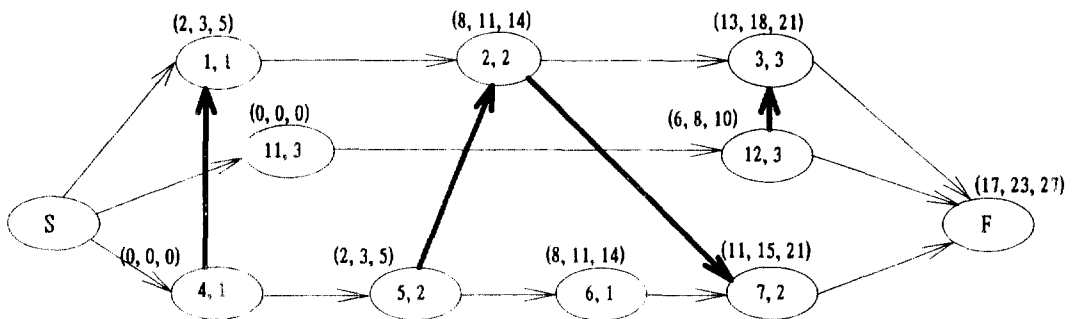 (2, 3, 5) (8, 11, 14) (13, 18, 21)
1, 1 2, 2 3, 3
(0, 0, 0) (6, 8, 10)
11, 3 12, 3
(17, 23, 27)
S F
(0, 0, 0) (2, 3, 5) (8, 11, 14) (11, 15, 21)
4, 1 5, 2 6, 1 7, 2